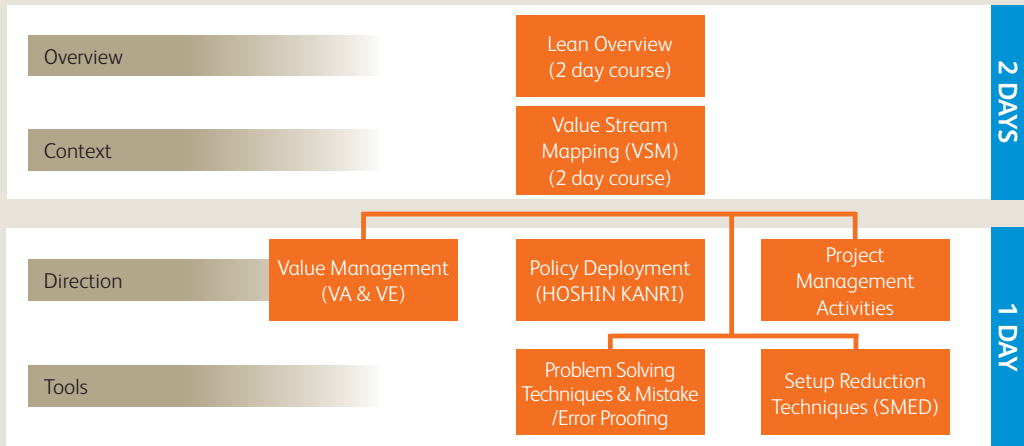 Overview
Lean Overview
(2 day course)
2 DAYS
Context
Value Stream
Mapping (VSM)
(2 day course)
Direction
Value Management
(VA & VE)
Policy Deployment
(HOSHIN KANRI)
Project
Management
Activities
1 DAY
Tools
Problem Solving
Techniques & Mistake
/Error Proofing
Setup Reduction
Techniques (SMED)